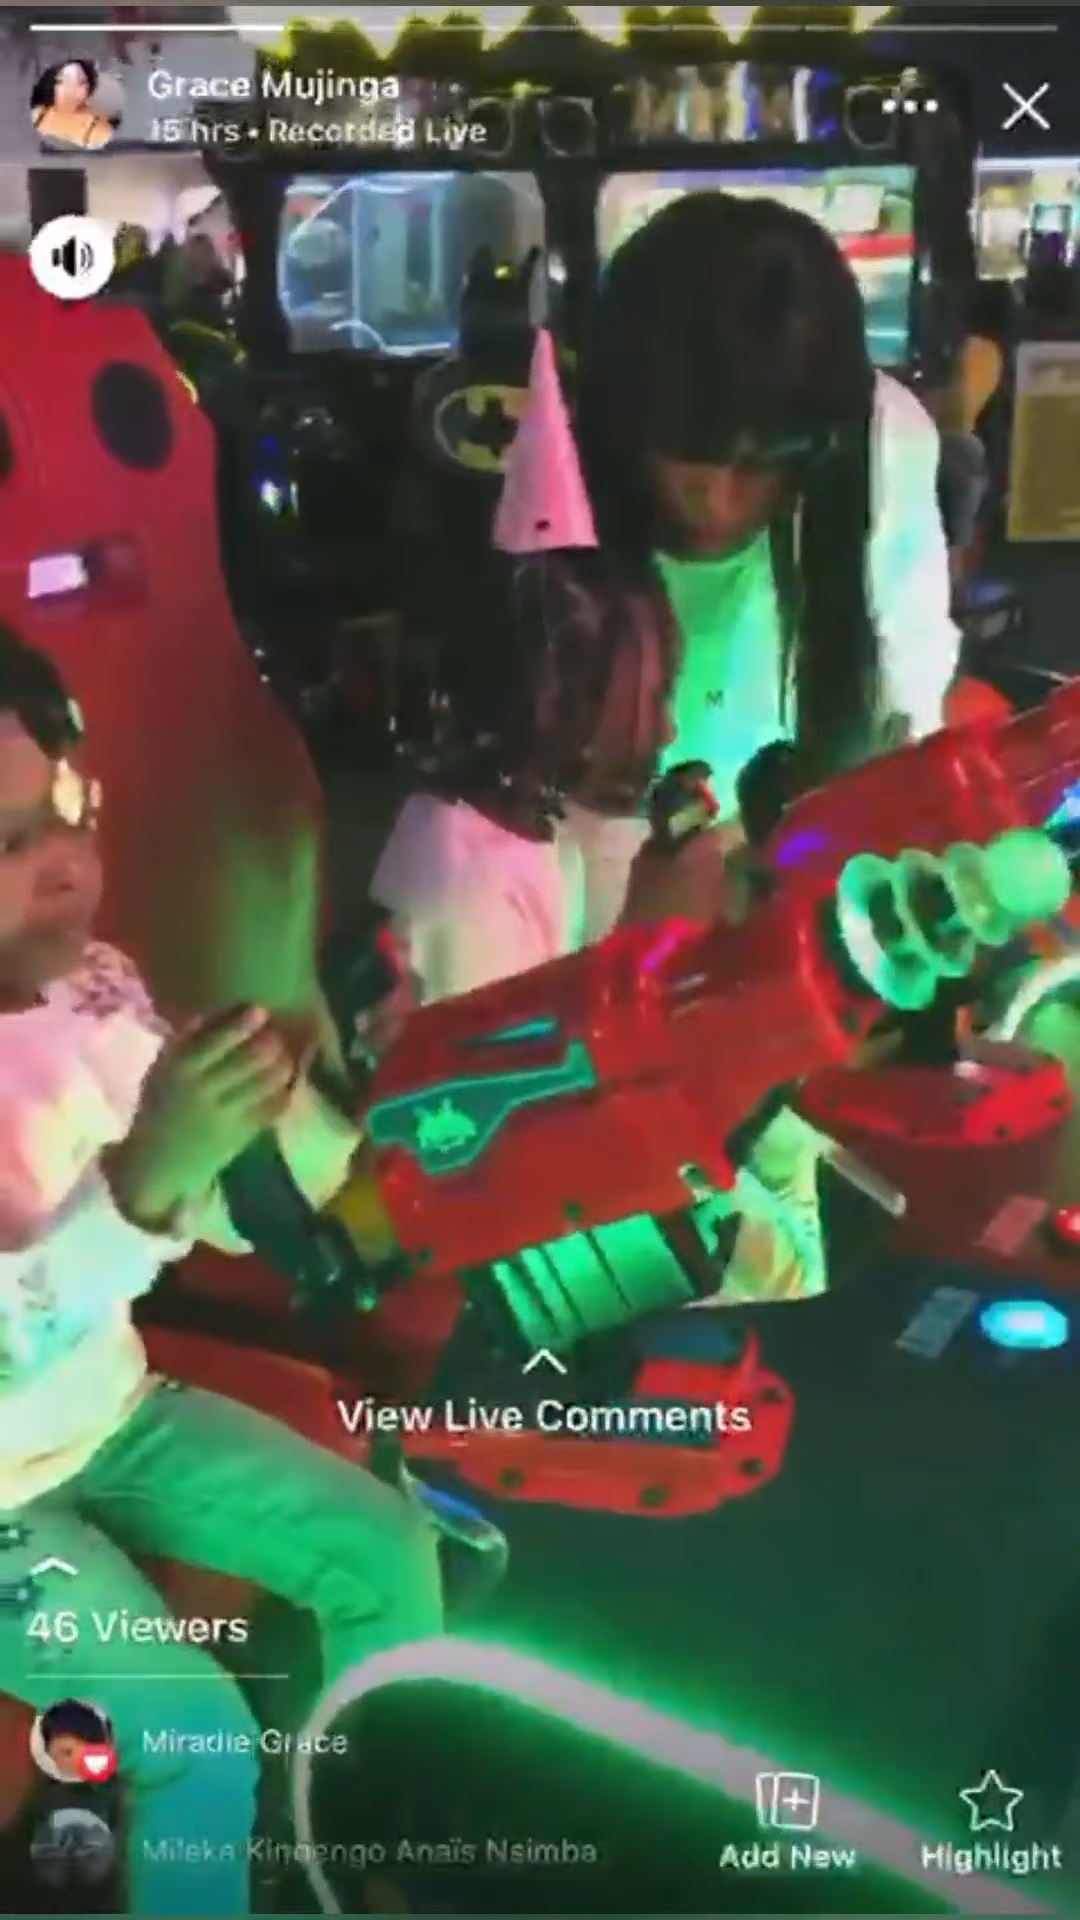 Grace Mujinga
15 hrs • Recorded Live
M
View Live Comments
46 Viewers
Miradie Grace
Mileka Kingengo Anaïs Nsimba
Add New
Highlight